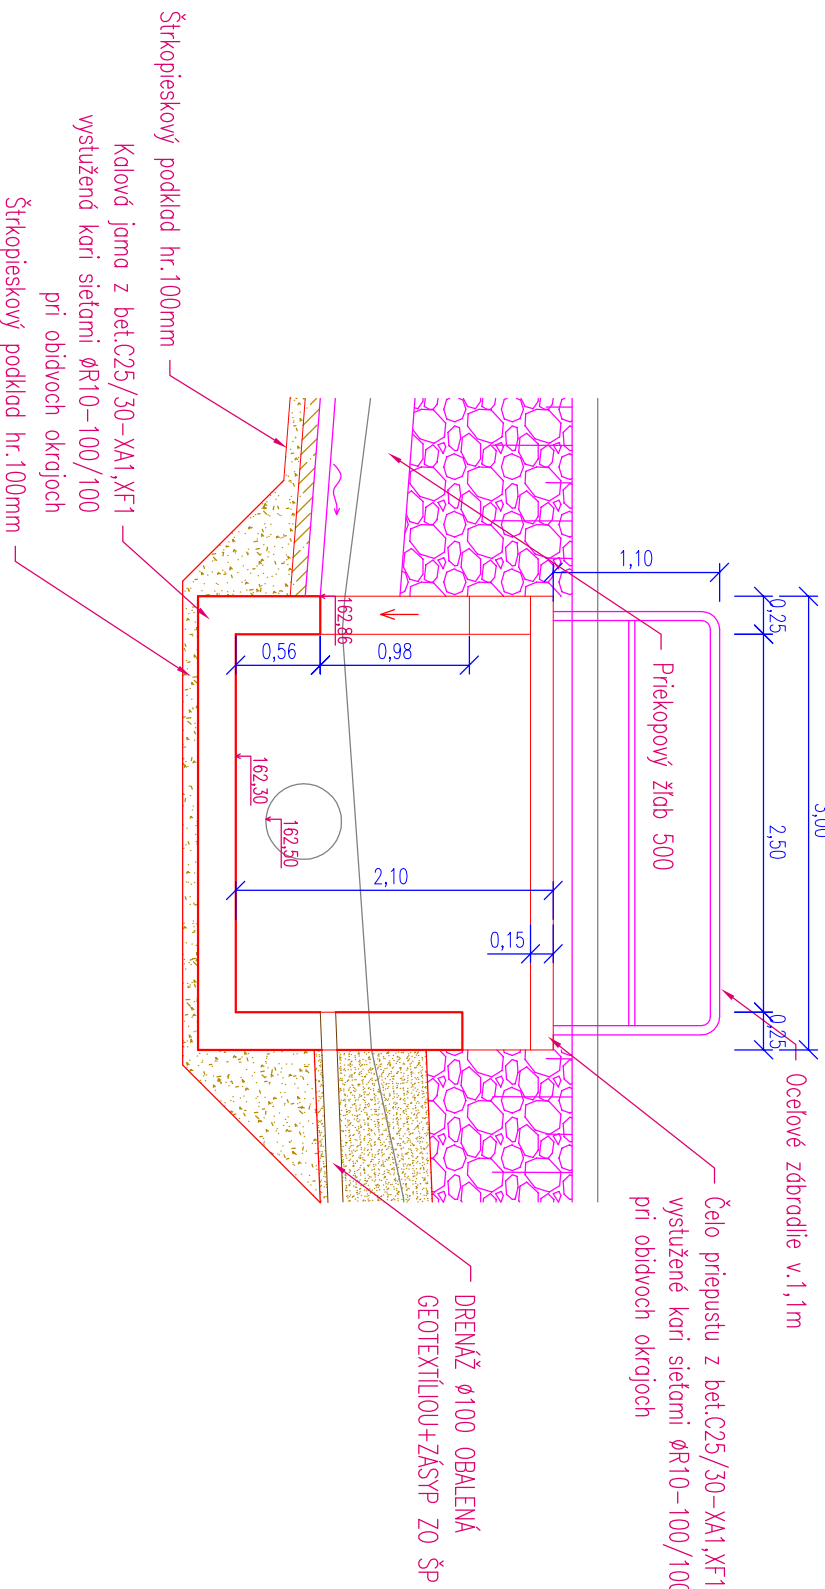 Štrkopieskový podklad hr.100mm
Kalová jama z bet.C25/30-XA1,XF1
vystužená kari sieťami øR10-100/100
pri obidvoch okrajoch
Štrkopieskový podklad hr.100mm
1,10
0,25
3,00
2,50
0,25
162,86
0,56
0,98
Priekopový žľab 500
162,30
162,50
2,10
0,15
Oceľové zábradlie v.1,1m
Čelo priepustu z bet.C25/30-XA1,XF1
vystužené kari sieťami øR10-100/100
pri obidvoch okrajoch
DRENÁŽ ø100 OBALENÁ
GEOTEXTÍLIOU+ZÁSYP ZO ŠP